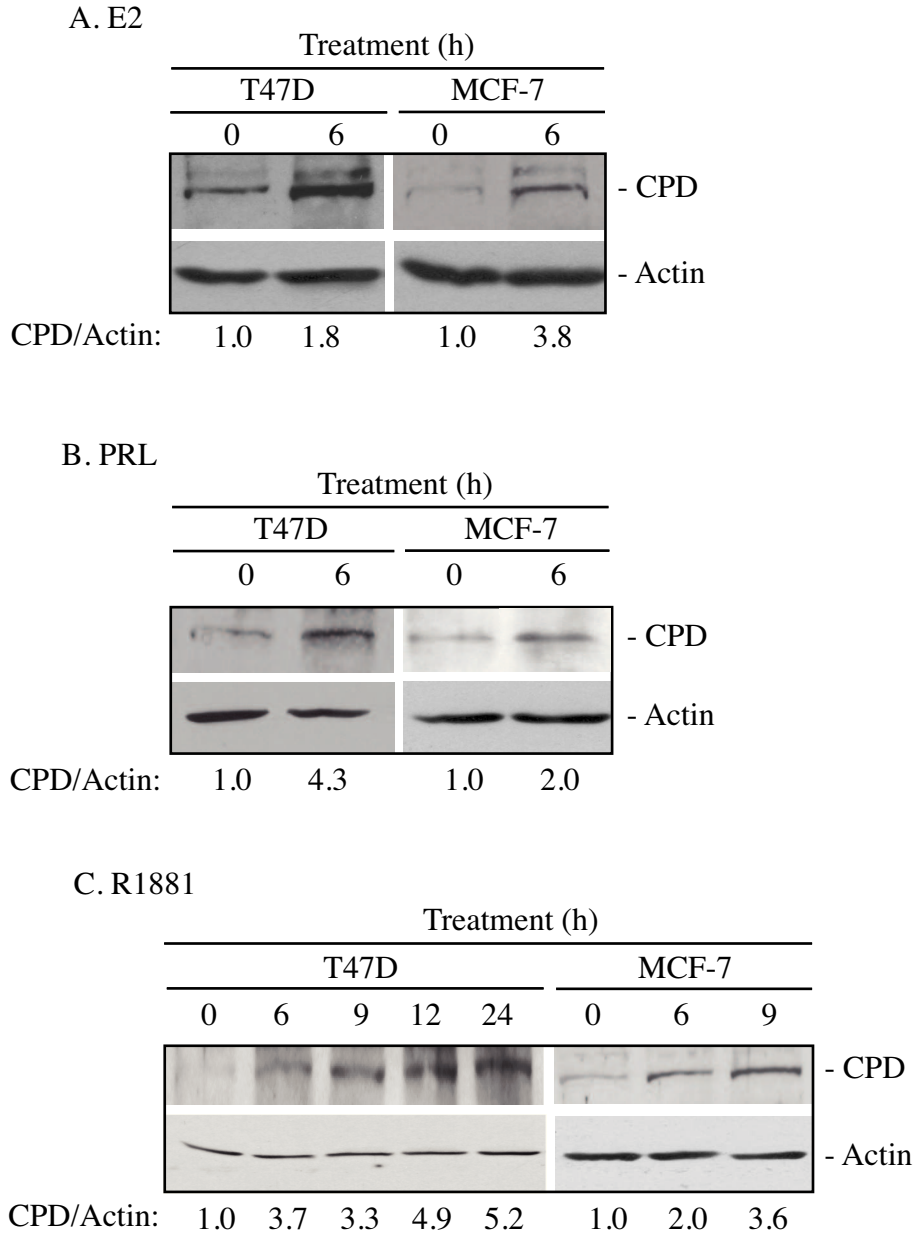 A. E2
Treatment (h)
T47D MCF-7
0 6 0 6
- CPD
- Actin
CPD/Actin: 1.0 1.8 1.0 3.8
B. PRL
Treatment (h)
T47D MCF-7
0 6 0 6
- CPD
- Actin
CPD/Actin: 1.0 4.3 1.0 2.0
C. R1881
Treatment (h)
T47D MCF-7
0 6 9 12 24 0 6 9
- CPD
- Actin
CPD/Actin: 1.0 3.7 3.3 4.9 5.2 1.0 2.0 3.6